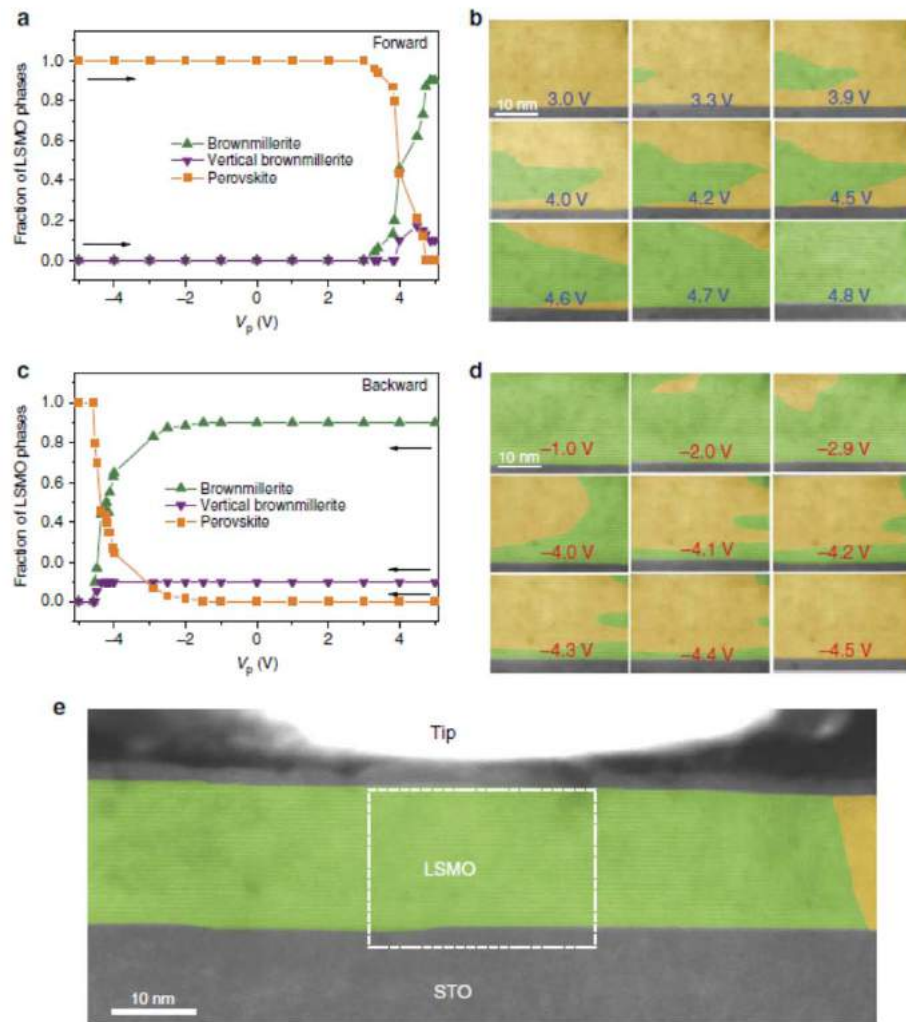 a
Forward
Fraction of LSMO phases
1.0
0.8
0.6
0.4
0.2
0.0
Brownmillerite
Vertical brownmillerite
Perovskite
−4
−2
0
2
4
Vp (V)
b
3.0 V
10 nm
3.3 V
3.9 V
4.0 V
4.2 V
4.5 V
4.6 V
4.7 V
4.8 V
c
Backward
Fraction of LSMO phases
1.0
0.8
0.6
0.4
0.0
0.0
Brownmillerite
Vertical brownmillerite
Perovskite
−4
−2
0
2
4
Vp (V)
d
−1.0 V
10 nm
−2.0 V
−2.9 V
−4.0 V
−4.1 V
−4.2 V
−4.3 V
−4.4 V
−4.5 V
e
Tip
LSMO
STO
10 nm